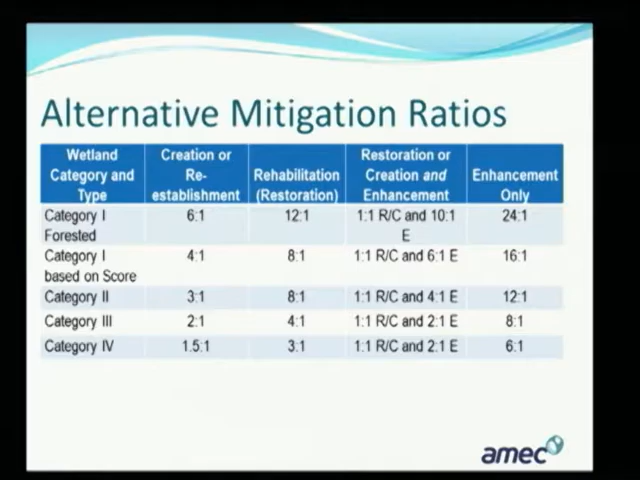 Alternative Mitigation Ratios
Wetland Category and Type | Creation or Re-establishment | Rehabilitation (Restoration) | Restoration or Creation and Enhancement | Enhancement Only
Category I Forested | 6:1 | 12:1 | 1:1 R/C and 10:1 E | 24:1
Category I based on Score | 4:1 | 8:1 | 1:1 R/C and 6:1 E | 16:1
Category II | 3:1 | 8:1 | 1:1 R/C and 4:1 E | 12:1
Category III | 2:1 | 4:1 | 1:1 R/C and 2:1 E | 8:1
Category IV | 1.5:1 | 3:1 | 1:1 R/C and 2:1 E | 6:1
amec